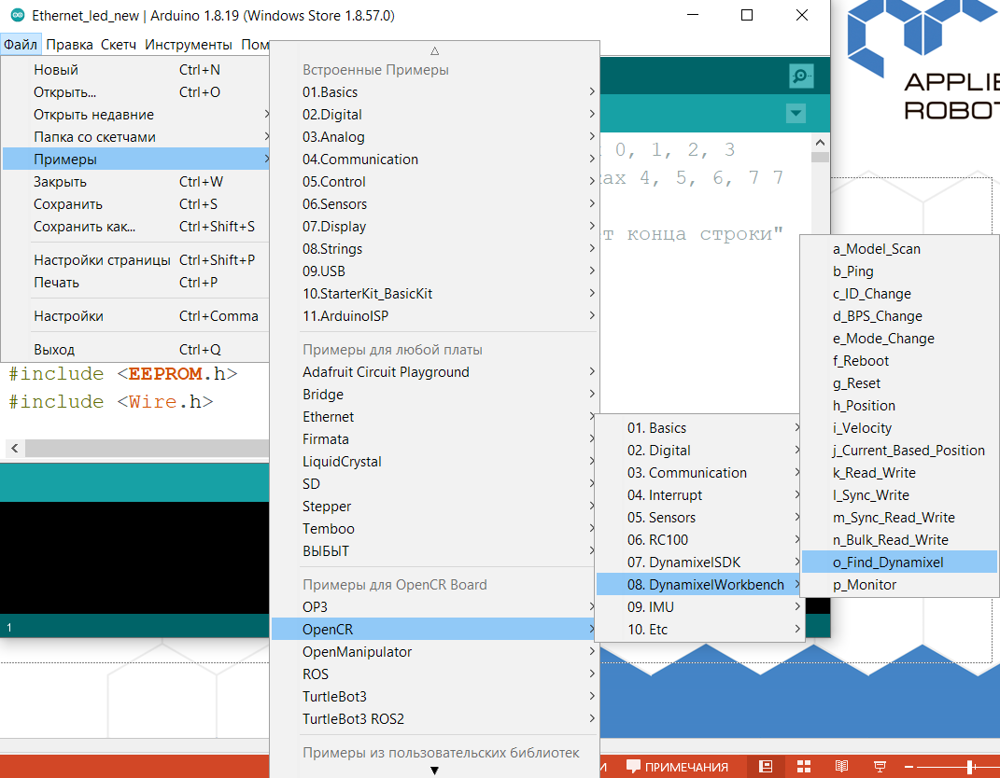 Ethernet_led_new | Arduino 1.8.19 (Windows Store 1.8.57.0)
Файл Правка Скетч Инструменты Пом
Новый Ctrl+N
Открыть... Ctrl+O
Открыть недавние
Папка со скетчами
Примеры
Закрыть Ctrl+W
Сохранить Ctrl+S
Сохранить как... Ctrl+Shift+S
Настройки страницы Ctrl+Shift+P
Печать Ctrl+P
Настройки Ctrl+Comma
Выход Ctrl+Q
#include <EEPROM.h>
#include <Wire.h>
1
Встроенные Примеры
01.Basics
02.Digital
03.Analog
04.Communication
05.Control
06.Sensors
07.Display
08.Strings
09.USB
10.StarterKit_BasicKit
11.ArduinoISP
Примеры для любой платы
Adafruit Circuit Playground
Bridge
Ethernet
Firmata
LiquidCrystal
SD
Stepper
Temboo
ВЫБЫТ
Примеры для OpenCR Board
OP3
OpenCR
OpenManipulator
ROS
TurtleBot3
TurtleBot3 ROS2
Примеры из пользовательских библиотек
0, 1, 2, 3
ах 4, 5, 6, 7 7
т конца строки"
01. Basics
02. Digital
03. Communication
04. Interrupt
05. Sensors
06. RC100
07. DynamixelSDK
08. DynamixelWorkbench
09. IMU
10. Etc
a_Model_Scan
b_Ping
c_ID_Change
d_BPS_Change
e_Mode_Change
f_Reboot
g_Reset
h_Position
i_Velocity
j_Current_Based_Position
k_Read_Write
l_Sync_Write
m_Sync_Read_Write
n_Bulk_Read_Write
o_Find_Dynamixel
p_Monitor
APPLIE
ROBOT
И ПРИМЕЧАНИЯ